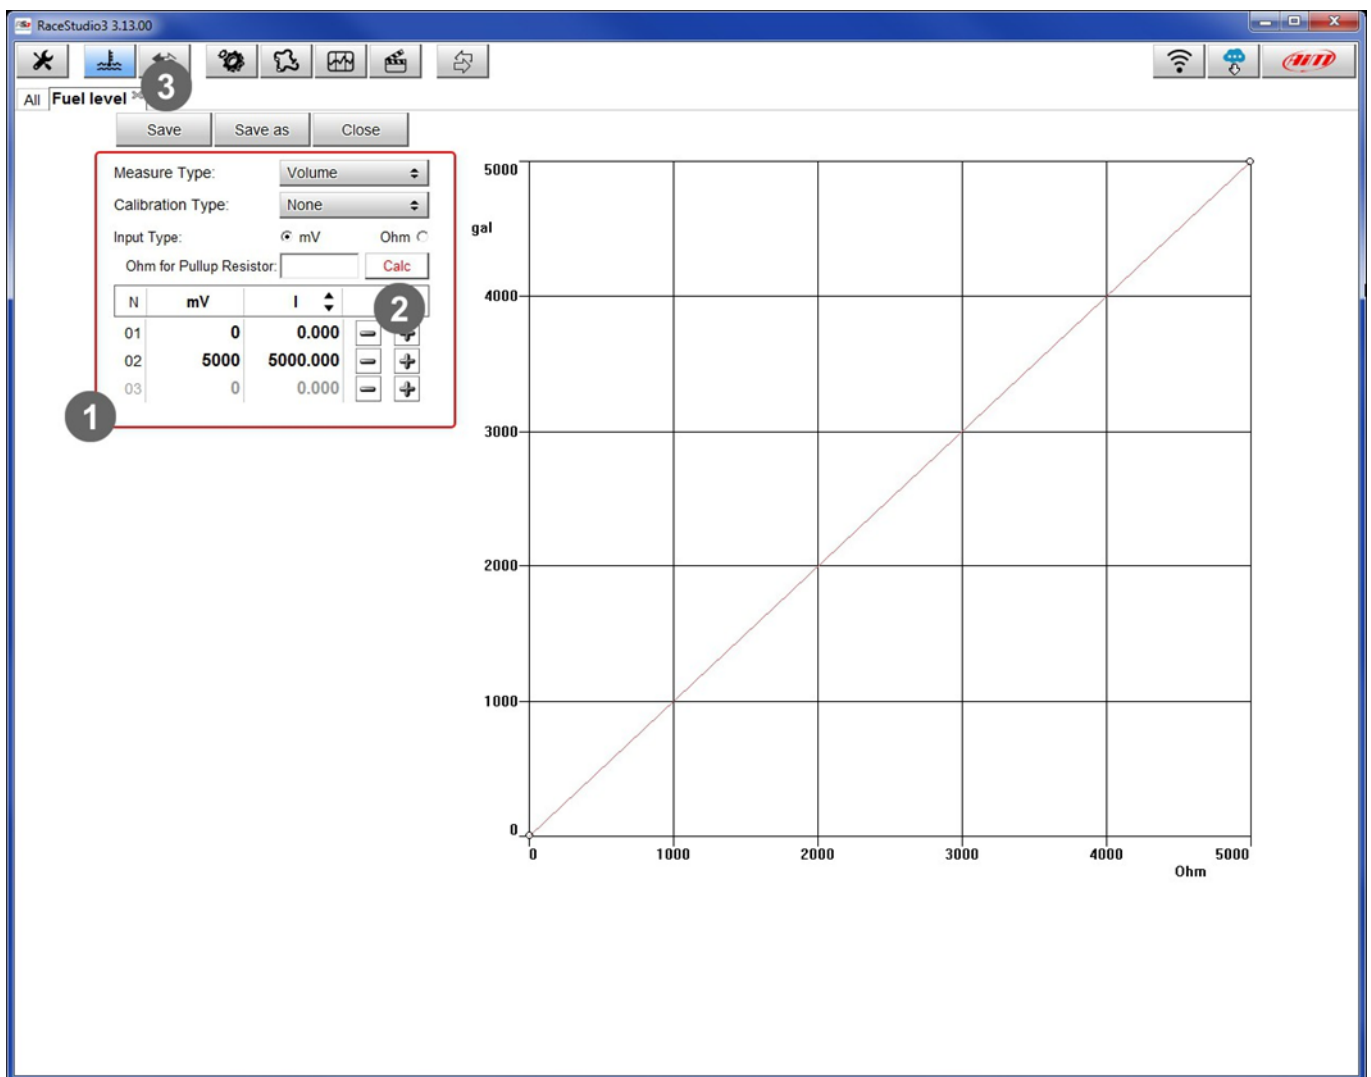 RaceStudio3 3.13.00
3
All Fuel level
Save Save as Close
Measure Type: Volume
Calibration Type: None
Input Type: mV Ohm
Ohm for Pullup Resistor: Calc
N mV l
2
01 0 0.000
02 5000 5000.000
03 0 0.000
1
5000
gal
4000
3000
2000
1000
0
0 1000 2000 3000 4000 5000
Ohm
AiM